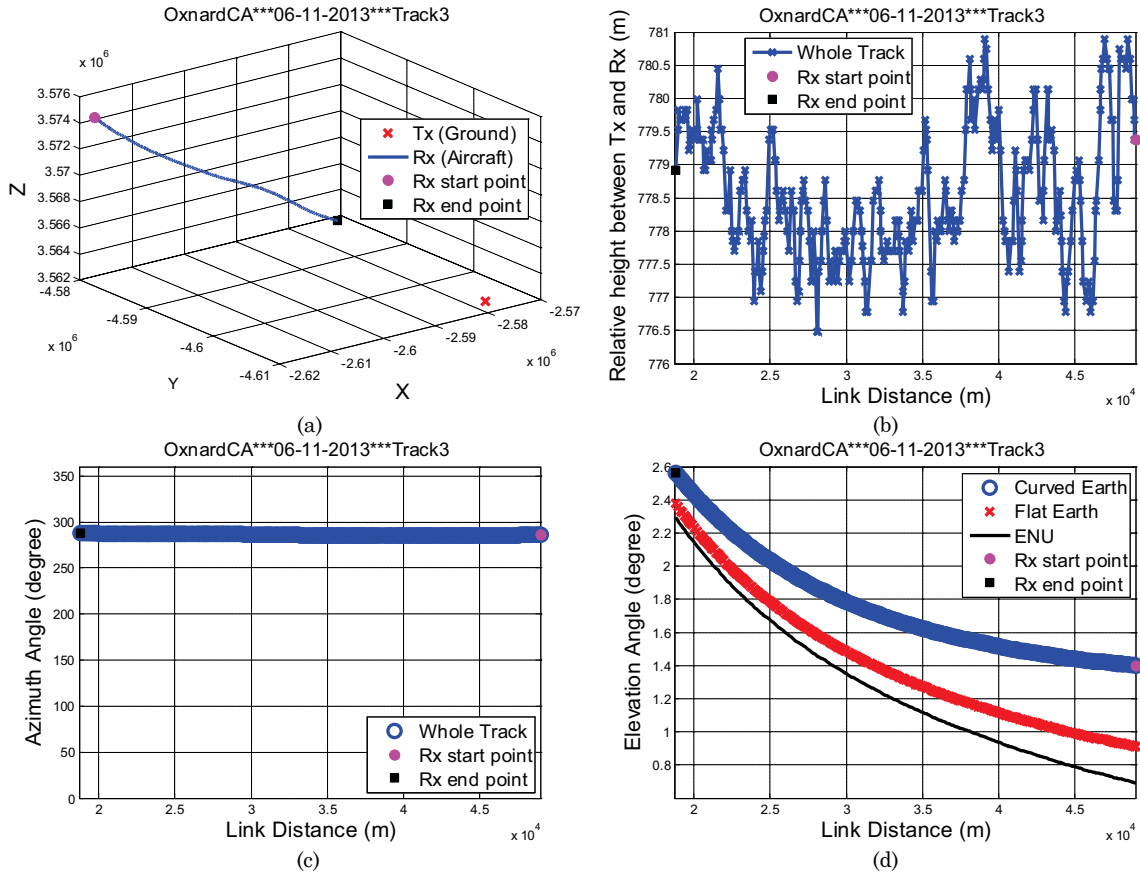 OxnardCA***06-11-2013***Track3
x 10^6
3.576
3.574
3.572
3.57
3.568
3.566
3.564
3.562
Z
-4.58
-4.59
-4.6
-4.61
x 10^6
Y
-2.62
-2.61
-2.6
-2.59
-2.58
-2.57
x 10^6
X
Tx (Ground)
Rx (Aircraft)
Rx start point
Rx end point
(a)
OxnardCA***06-11-2013***Track3
Relative height between Tx and Rx (m)
781
780.5
780
779.5
779
778.5
778
777.5
777
776.5
776
Whole Track
Rx start point
Rx end point
2 2.5 3 3.5 4 4.5
x 10^4
Link Distance (m)
(b)
OxnardCA***06-11-2013***Track3
Azimuth Angle (degree)
350
300
250
200
150
100
50
0
Whole Track
Rx start point
Rx end point
2 2.5 3 3.5 4 4.5
x 10^4
Link Distance (m)
(c)
OxnardCA***06-11-2013***Track3
Elevation Angle (degree)
2.6
2.4
2.2
2
1.8
1.6
1.4
1.2
1
0.8
Curved Earth
Flat Earth
ENU
Rx start point
Rx end point
2 2.5 3 3.5 4 4.5
x 10^4
Link Distance (m)
(d)